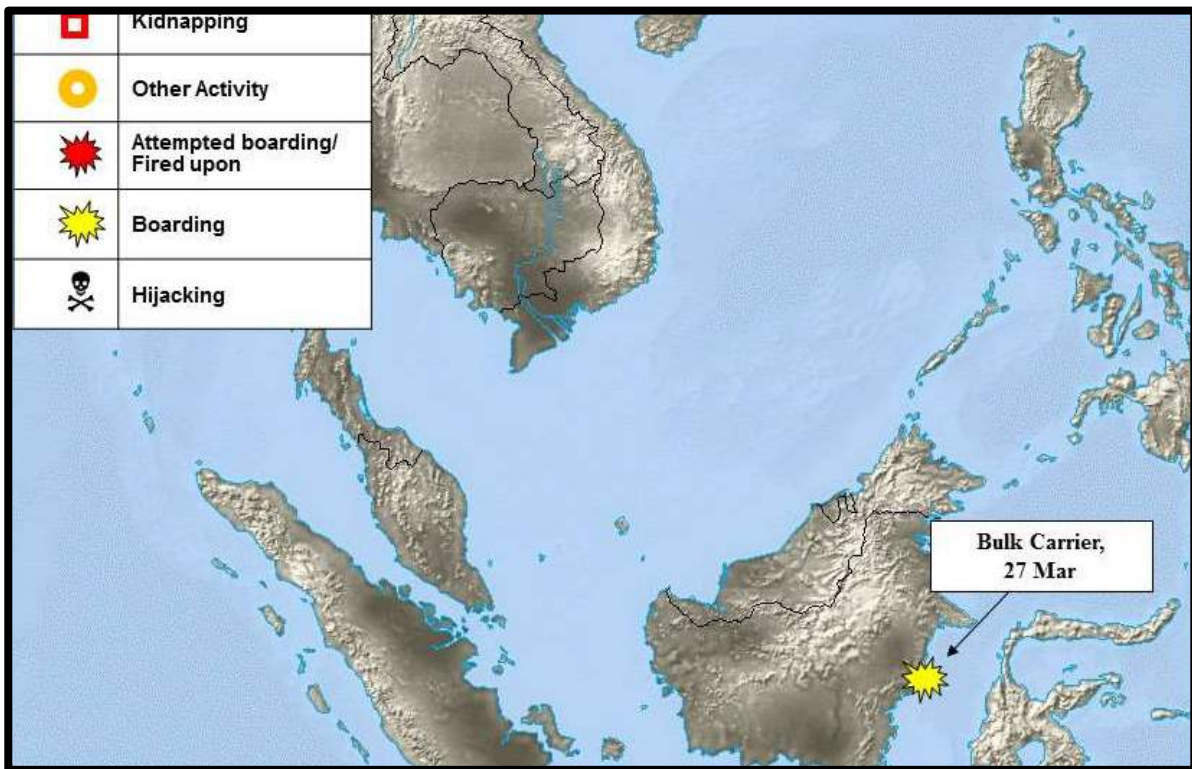 Kidnapping
Other Activity
Attempted boarding/
Fired upon
Boarding
Hijacking
Bulk Carrier,
27 Mar